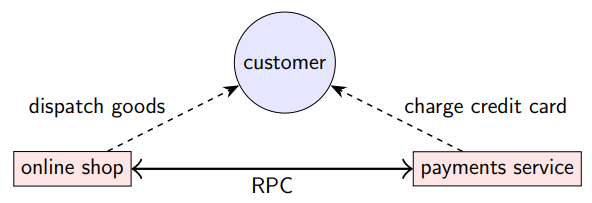 customer
dispatch goods
charge credit card
online shop
payments service
RPC